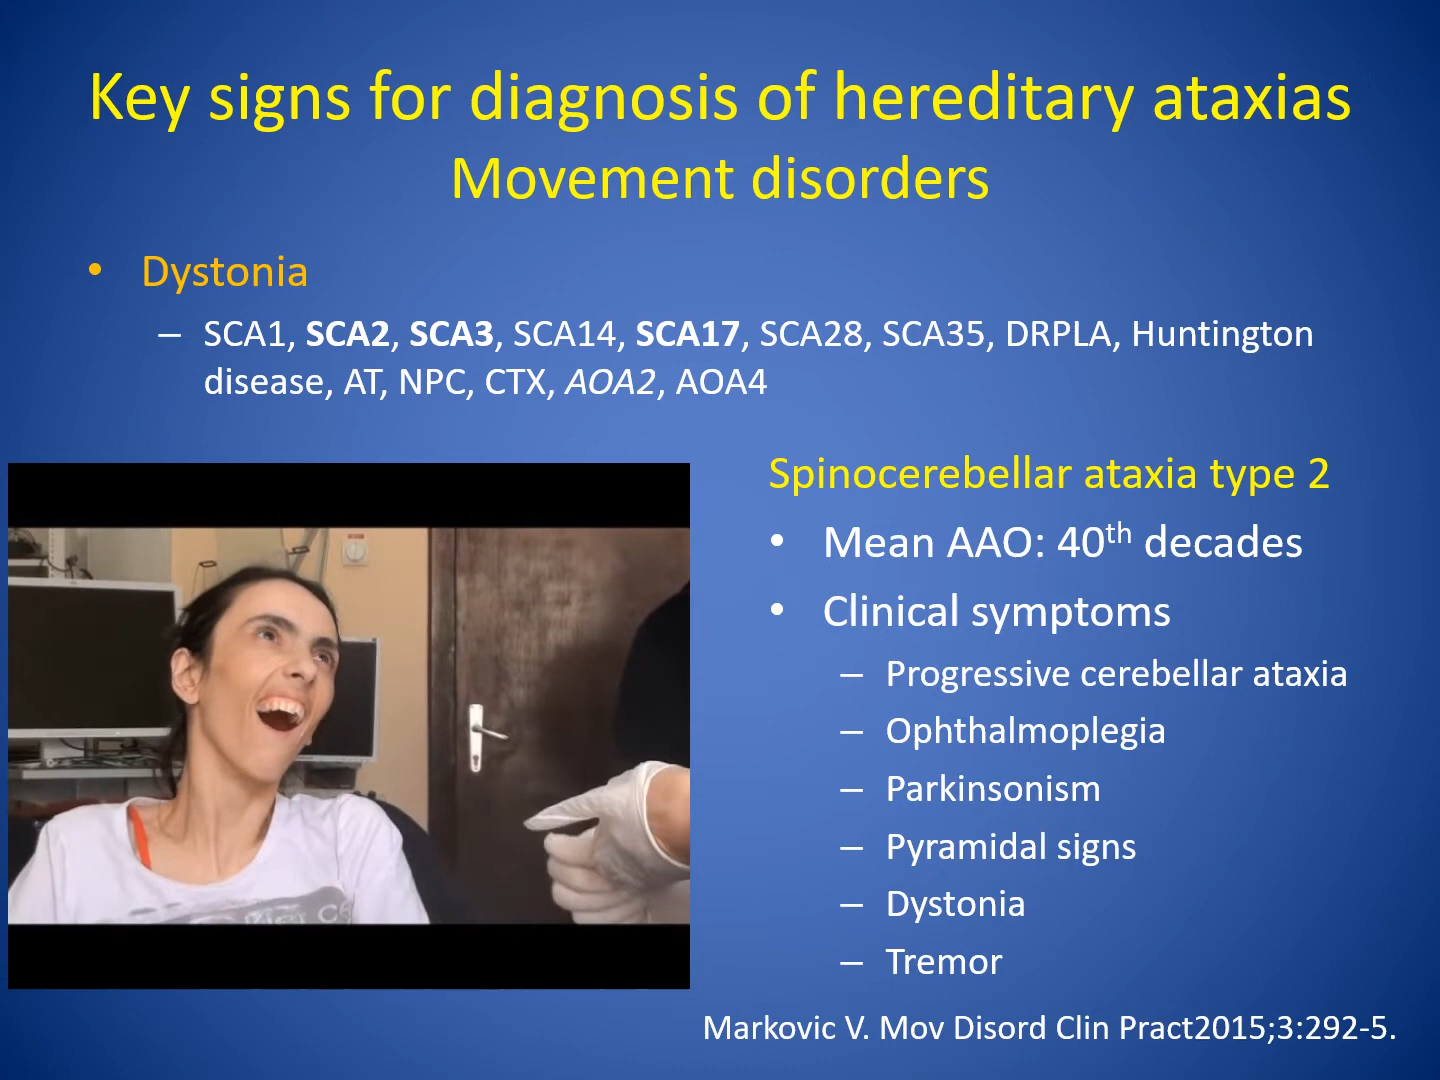 Key signs for diagnosis of hereditary ataxias
Movement disorders
• Dystonia
– SCA1, SCA2, SCA3, SCA14, SCA17, SCA28, SCA35, DRPLA, Huntington
disease, AT, NPC, CTX, AOA2, AOA4
Spinocerebellar ataxia type 2
• Mean AAO: 40th decades
• Clinical symptoms
– Progressive cerebellar ataxia
– Ophthalmoplegia
– Parkinsonism
– Pyramidal signs
– Dystonia
– Tremor
Markovic V. Mov Disord Clin Pract2015;3:292-5.